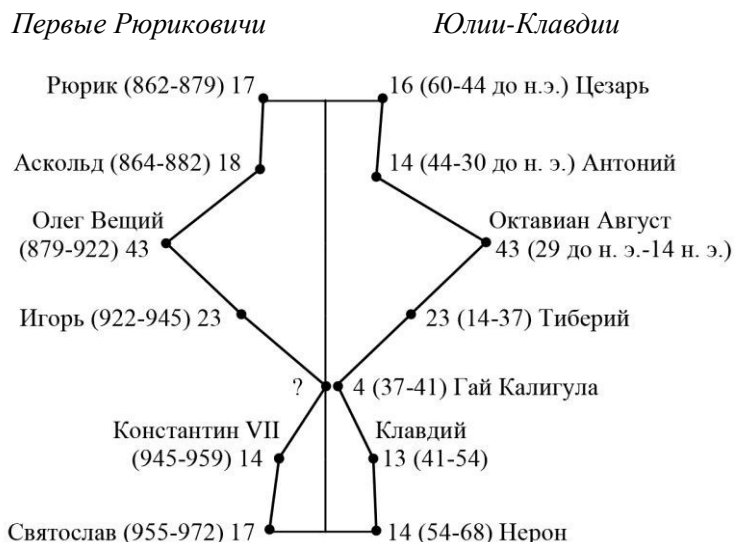 Первые Рюриковичи
Юлии-Клавдии
Рюрик (862-879) 17
16 (60-44 до н.э.) Цезарь
Аскольд (864-882) 18
14 (44-30 до н. э.) Антоний
Олег Вещий
(879-922) 43
Октавиан Август
43 (29 до н. э.-14 н. э.)
Игорь (922-945) 23
23 (14-37) Тиберий
?
4 (37-41) Гай Калигула
Константин VII
(945-959) 14
Клавдий
13 (41-54)
Святослав (955-972) 17
14 (54-68) Нерон